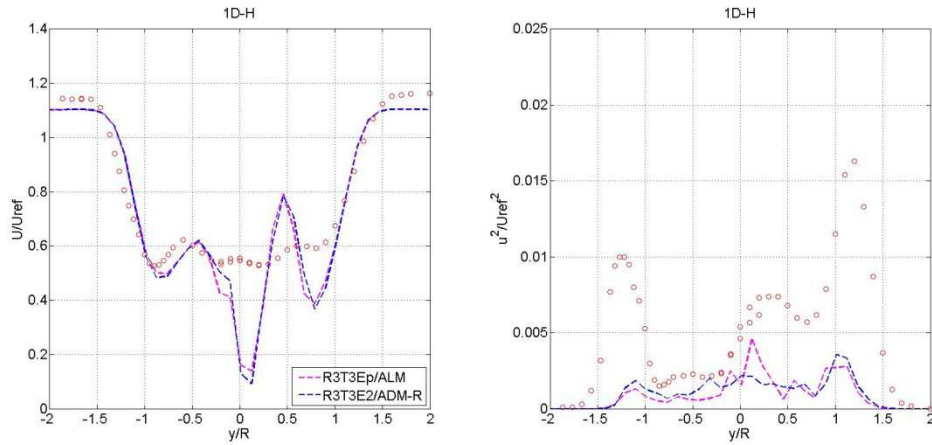 1D-H
1.4
1.2
1
0.8
0.6
0.4
0.2
0
U/Uref
-2 -1.5 -1 -0.5 0 0.5 1 1.5 2
y/R
R3T3Ep/ALM
R3T3E2/ADM-R
1D-H
0.025
0.02
0.015
0.01
0.005
0
u²/Uref²
-2 -1.5 -1 -0.5 0 0.5 1 1.5 2
y/R